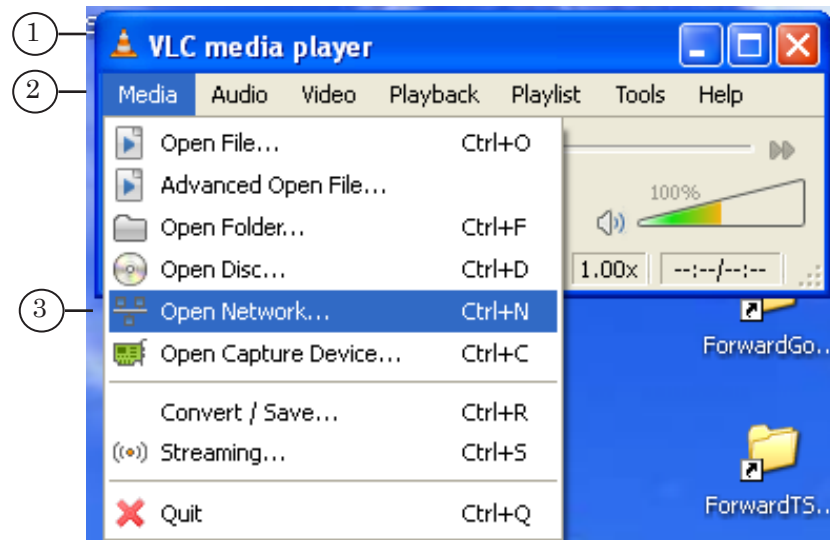 1
VLC media player
2
Media Audio Video Playback Playlist Tools Help
Open File... Ctrl+O
Advanced Open File...
100%
Open Folder... Ctrl+F
Open Disc... Ctrl+D
1.00x --:--/--:--
3
Open Network... Ctrl+N
Open Capture Device... Ctrl+C
ForwardGo..
Convert / Save... Ctrl+R
Streaming... Ctrl+S
Quit Ctrl+Q
ForwardTS..